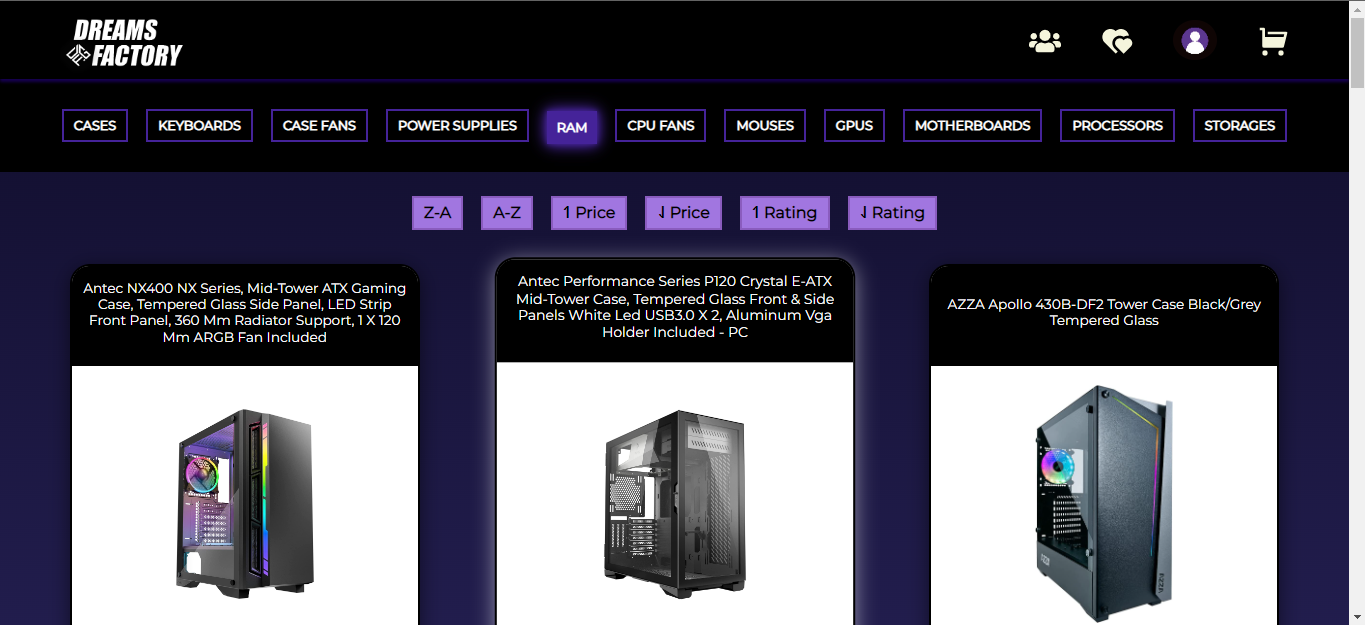 DREAMS
FACTORY
CASES KEYBOARDS CASE FANS POWER SUPPLIES RAM CPU FANS MOUSES GPUS MOTHERBOARDS PROCESSORS STORAGES
Z-A A-Z ↿ Price ⇃ Price ↿ Rating ⇃ Rating
Antec NX400 NX Series, Mid-Tower ATX Gaming
Case, Tempered Glass Side Panel, LED Strip
Front Panel, 360 Mm Radiator Support, 1 X 120
Mm ARGB Fan Included
Antec Performance Series P120 Crystal E-ATX
Mid-Tower Case, Tempered Glass Front & Side
Panels White Led USB3.0 X 2, Aluminum Vga
Holder Included - PC
AZZA Apollo 430B-DF2 Tower Case Black/Grey
Tempered Glass
AZZA
AZZA